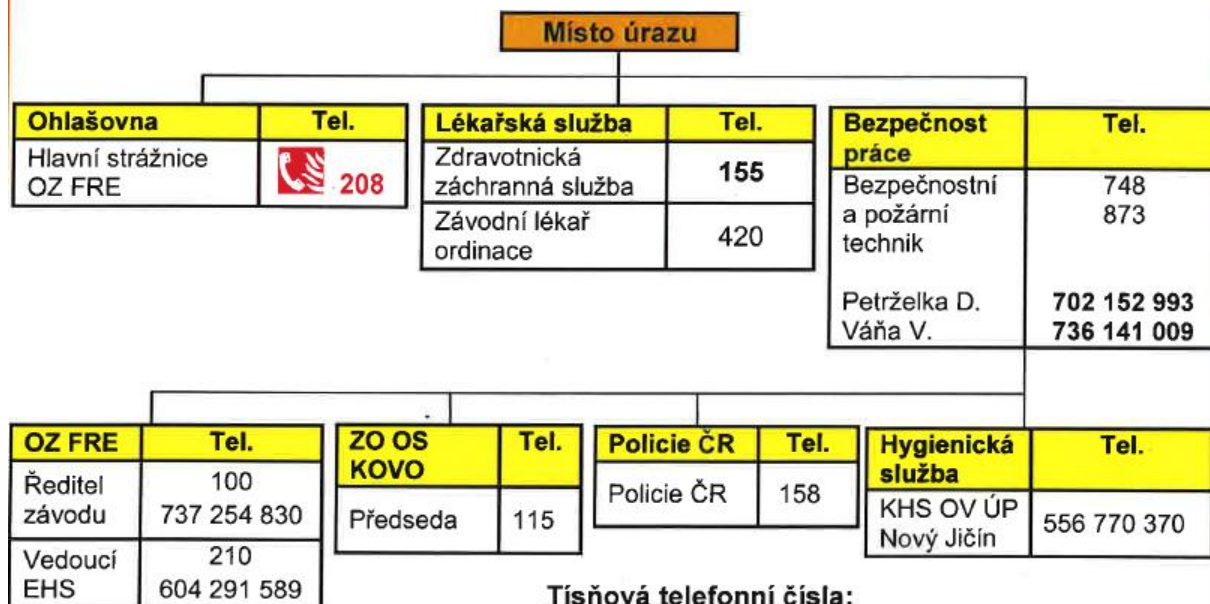 Místo úrazu
Ohlašovna Tel.
Hlavní strážnice
OZ FRE
208
Lékařská služba Tel.
Zdravotnická
záchranná služba
155
Závodní lékař
ordinace
420
Bezpečnost
práce
Tel.
Bezpečnostní 748
a požární 873
technik
Petrželka D. 702 152 993
Váňa V. 736 141 009
OZ FRE Tel.
Ředitel 100
závodu 737 254 830
Vedoucí 210
EHS 604 291 589
ZO OS
KOVO
Tel.
Předseda 115
Policie ČR Tel.
Policie ČR 158
Hygienická
služba
Tel.
KHS OV ÚP
Nový Jičín
556 770 370
Tísňová telefonní čísla: